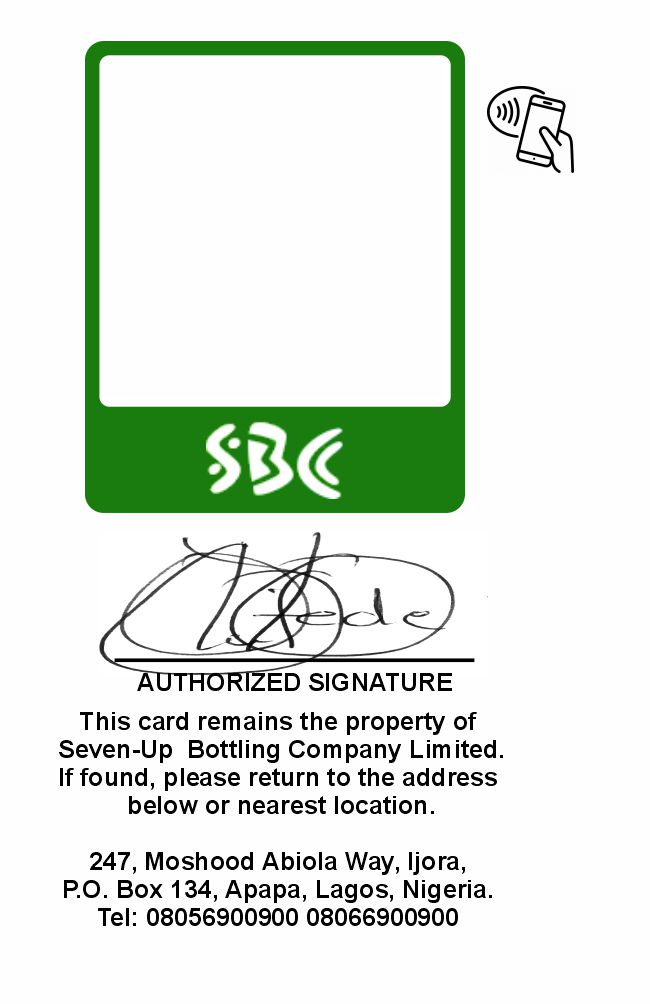 SBC
AUTHORIZED SIGNATURE
This card remains the property of
Seven-Up Bottling Company Limited.
If found, please return to the address
below or nearest location.
247, Moshood Abiola Way, Ijora,
P.O. Box 134, Apapa, Lagos, Nigeria.
Tel: 08056900900 08066900900